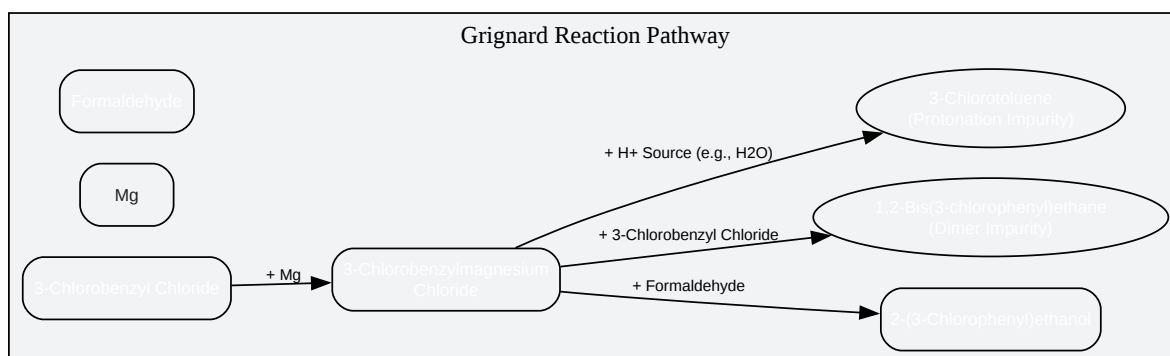 Grignard Reaction Pathway
Formaldehyde
Mg
3-Chlorobenzyl Chloride
+ Mg
3-Chlorobenzylmagnesium
Chloride
+ H+ Source (e.g., H2O)
+ 3-Chlorobenzyl Chloride
+ Formaldehyde
3-Chlorotoluene
(Protonation Impurity)
1,2-Bis(3-chlorophenyl)ethane
(Dimer Impurity)
2-(3-Chlorophenyl)ethanol